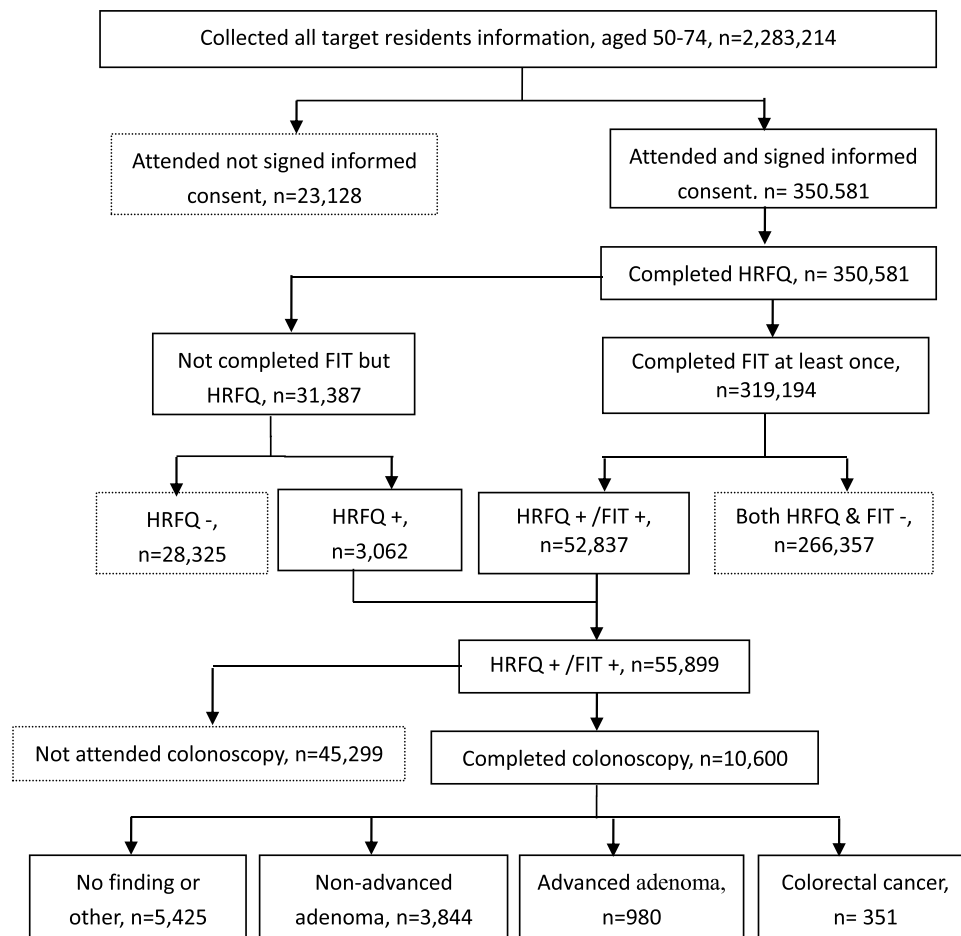 Collected all target residents information, aged 50-74, n=2,283,214
Attended not signed informed
consent, n=23,128
Attended and signed informed
consent. n= 350.581
Completed HRFQ, n= 350,581
Not completed FIT but
HRFQ, n=31,387
Completed FIT at least once,
n=319,194
HRFQ -,
n=28,325
HRFQ +,
n=3,062
HRFQ + /FIT +,
n=52,837
Both HRFQ & FIT -,
n=266,357
HRFQ + /FIT +, n=55,899
Not attended colonoscopy, n=45,299
Completed colonoscopy, n=10,600
No finding or
other, n=5,425
Non-advanced
adenoma, n=3,844
Advanced adenoma,
n=980
Colorectal cancer,
n= 351